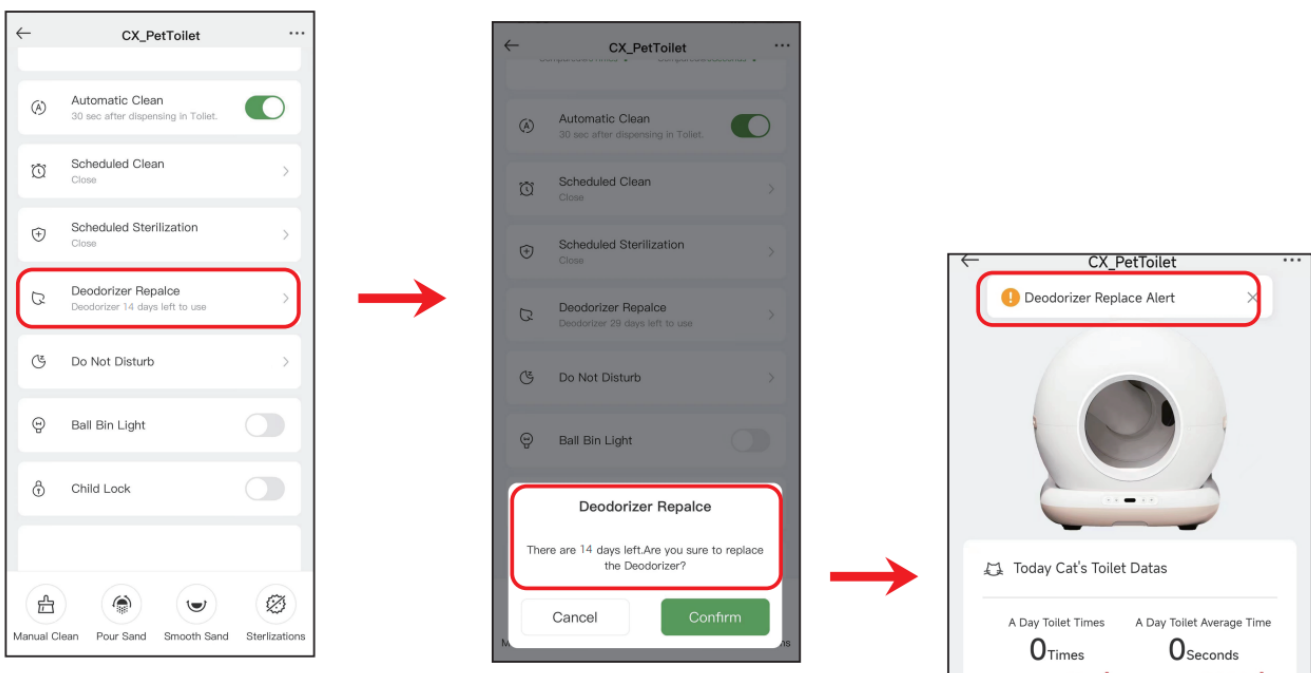 CX_PetToilet
Automatic Clean
30 sec after dispensing in Toliet.
Scheduled Clean
Close
Scheduled Sterilization
Close
Deodorizer Repalce
Deodorizer 14 days left to use
Do Not Disturb
Ball Bin Light
Child Lock
Manual Clean
Pour Sand
Smooth Sand
Sterlizations
CX_PetToilet
Automatic Clean
30 sec after dispensing in Toliet.
Scheduled Clean
Close
Scheduled Sterilization
Close
Deodorizer Repalce
Deodorizer 29 days left to use
Do Not Disturb
Ball Bin Light
Deodorizer Repalce
There are 14 days left.Are you sure to replace
the Deodorizer?
Cancel
Confirm
CX_PetToilet
Deodorizer Replace Alert
Today Cat's Toilet Datas
A Day Toilet Times
A Day Toilet Average Time
0Times
0Seconds